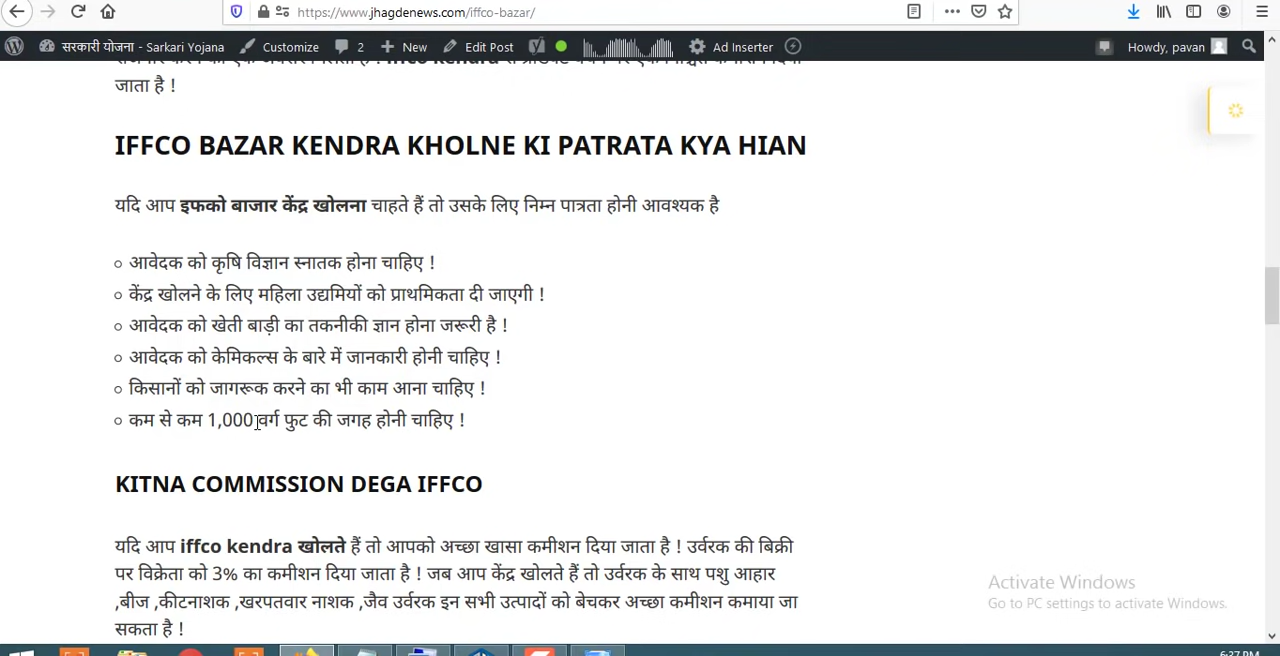 https://www.jhagdenews.com/iffco-bazar/
सरकारी योजना - Sarkari Yojana Customize 2 New Edit Post Ad Inserter Howdy, pavan
जाता है !
IFFCO BAZAR KENDRA KHOLNE KI PATRATA KYA HIAN
यदि आप इफको बाजार केंद्र खोलना चाहते हैं तो उसके लिए निम्न पात्रता होनी आवश्यक है
आवेदक को कृषि विज्ञान स्नातक होना चाहिए !
केंद्र खोलने के लिए महिला उद्यमियों को प्राथमिकता दी जाएगी !
आवेदक को खेती बाड़ी का तकनीकी ज्ञान होना जरूरी है !
आवेदक को केमिकल्स के बारे में जानकारी होनी चाहिए !
किसानों को जागरूक करने का भी काम आना चाहिए !
कम से कम 1,000 वर्ग फुट की जगह होनी चाहिए !
KITNA COMMISSION DEGA IFFCO
यदि आप iffco kendra खोलते हैं तो आपको अच्छा खासा कमीशन दिया जाता है ! उर्वरक की बिक्री
पर विक्रेता को 3% का कमीशन दिया जाता है ! जब आप केंद्र खोलते हैं तो उर्वरक के साथ पशु आहार
,बीज ,कीटनाशक ,खरपतवार नाशक ,जैव उर्वरक इन सभी उत्पादों को बेचकर अच्छा कमीशन कमाया जा
सकता है !
Activate Windows
Go to PC settings to activate Windows.